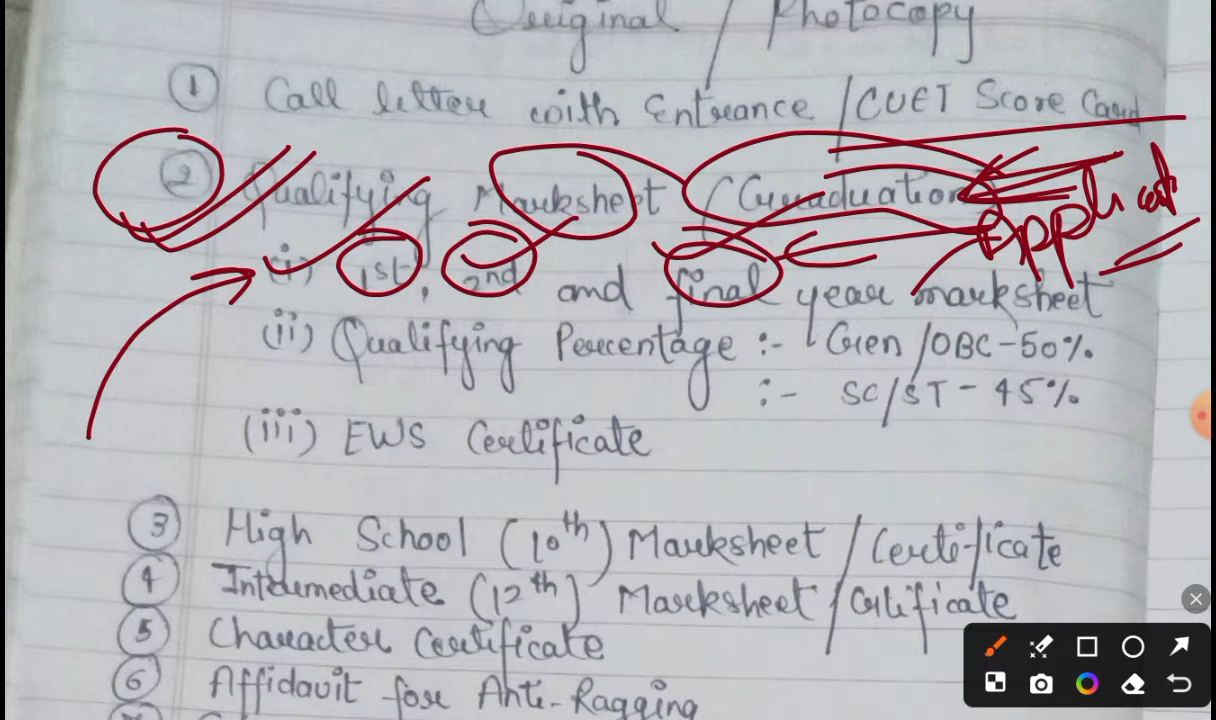 Original / Photocopy
① Call letter with Entrance / CUET Score Card
② Qualifying Marksheet (Graduation)
(i) 1st, 2nd and final year marksheet
(ii) Qualifying Percentage :- Gen/OBC-50%
:- SC/ST - 45%
(iii) EWS Certificate
③ High School (10th) Marksheet / Certificate
④ Intermediate (12th) Marksheet / Certificate
⑤ Character Certificate
⑥ Affidavit for Anti-Ragging